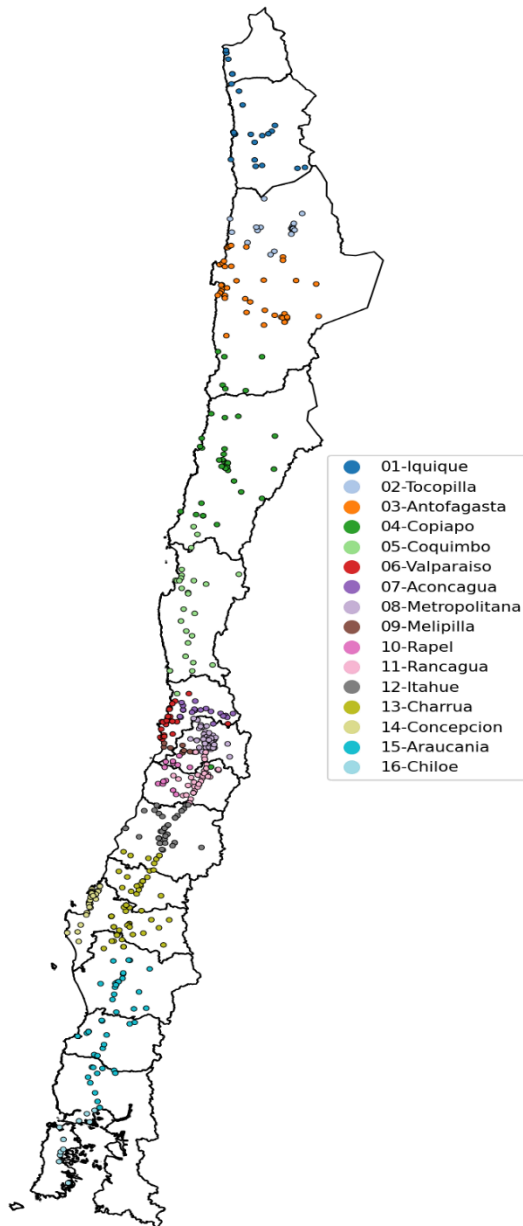 01-Iquique
02-Tocopilla
03-Antofagasta
04-Copiapo
05-Coquimbo
06-Valparaiso
07-Aconcagua
08-Metropolitana
09-Melipilla
10-Rapel
11-Rancagua
12-Itahue
13-Charrua
14-Concepcion
15-Araucania
16-Chiloe